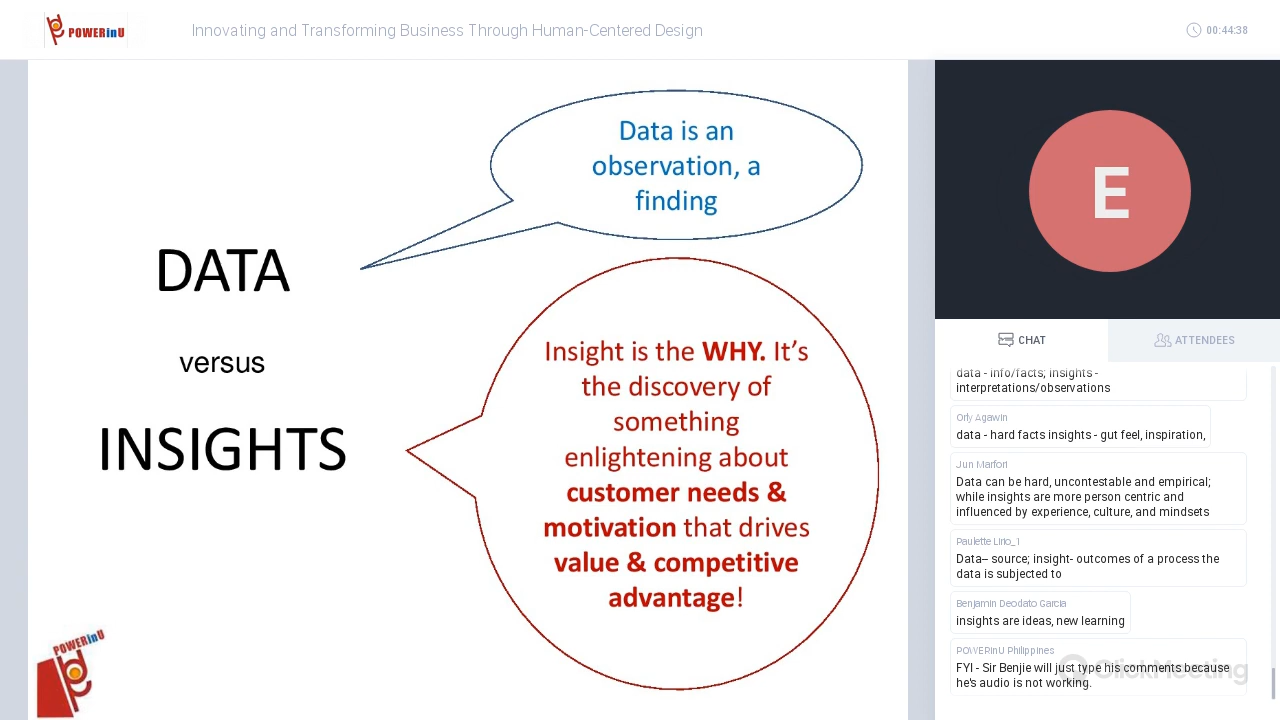 POWERinU
Innovating and Transforming Business Through Human-Centered Design
00:44:38
Data is an
observation, a
finding
DATA
versus
INSIGHTS
Insight is the WHY. It’s
the discovery of
something
enlightening about
customer needs &
motivation that drives
value & competitive
advantage!
POWERinU
E
CHAT
ATTENDEES
data - info/facts; insights -
interpretations/observations
Orly Agawin
data - hard facts insights - gut feel, inspiration,
Jun Marfori
Data can be hard, uncontestable and empirical;
while insights are more person centric and
influenced by experience, culture, and mindsets
Paulette Liño_1
Data-- source; insight- outcomes of a process the
data is subjected to
Benjamin Deodato Garcia
insights are ideas, new learning
POWERinU Philippines
FYI - Sir Benjie will just type his comments because
he's audio is not working.
ClickMeeting